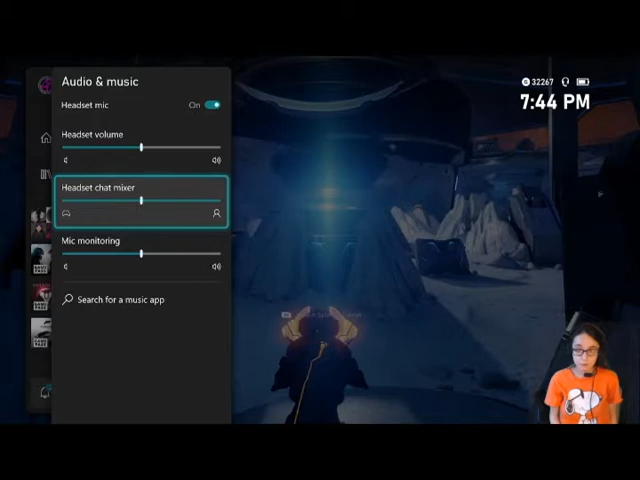 Audio & music
32267
7:44 PM
Headset mic
On
Headset volume
Headset chat mixer
Mic monitoring
Search for a music app